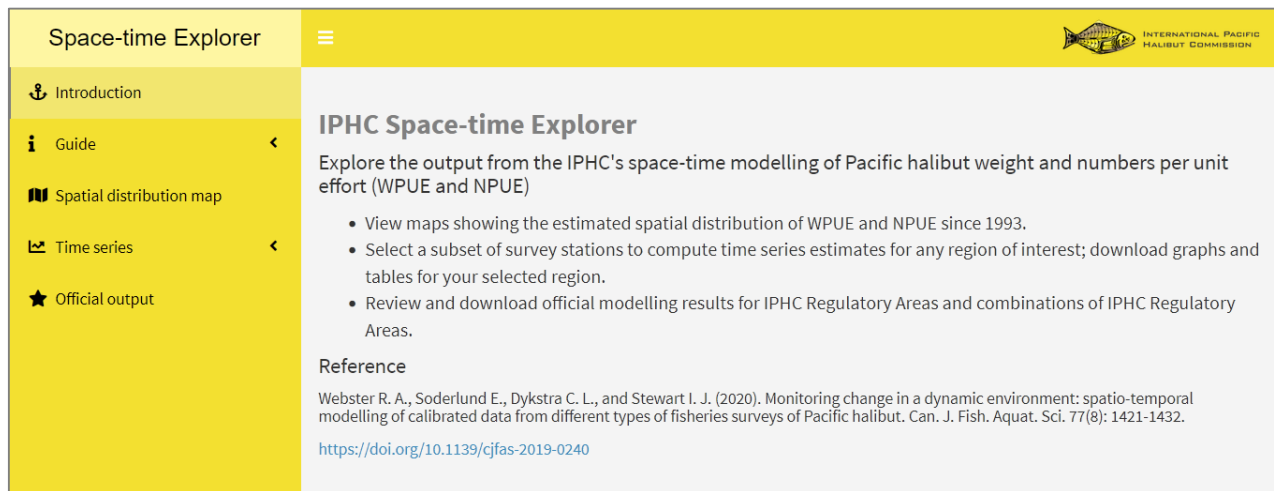 Space-time Explorer
INTERNATIONAL PACIFIC
HALIBUT COMMISSION
Introduction
Guide
Spatial distribution map
Time series
Official output
IPHC Space-time Explorer
Explore the output from the IPHC's space-time modelling of Pacific halibut weight and numbers per unit
effort (WPUE and NPUE)
• View maps showing the estimated spatial distribution of WPUE and NPUE since 1993.
• Select a subset of survey stations to compute time series estimates for any region of interest; download graphs and
tables for your selected region.
• Review and download official modelling results for IPHC Regulatory Areas and combinations of IPHC Regulatory
Areas.
Reference
Webster R. A., Soderlund E., Dykstra C. L., and Stewart I. J. (2020). Monitoring change in a dynamic environment: spatio-temporal
modelling of calibrated data from different types of fisheries surveys of Pacific halibut. Can. J. Fish. Aquat. Sci. 77(8): 1421-1432.
https://doi.org/10.1139/cjfas-2019-0240